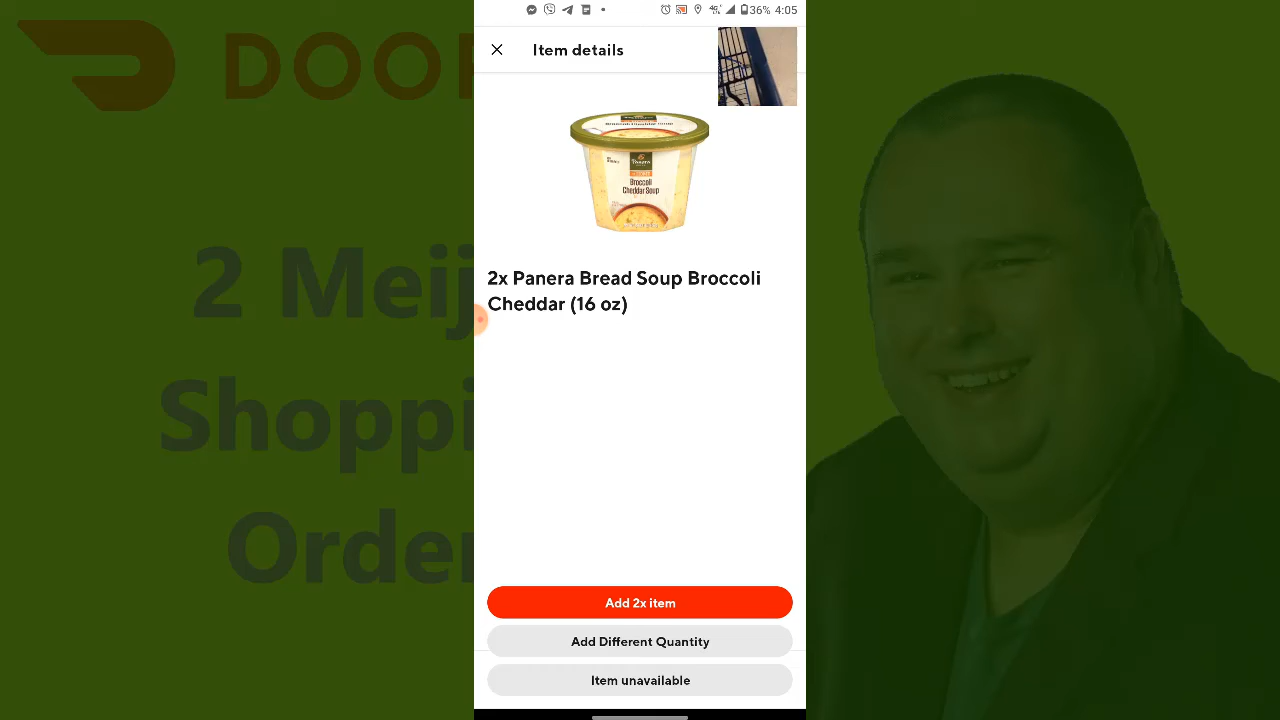 36% 4:05
Item details
Panera
Broccoli
Cheddar Soup
2x Panera Bread Soup Broccoli
Cheddar (16 oz)
Add 2x item
Add Different Quantity
Item unavailable
DOOR
2 Meij
Shoppi
Order